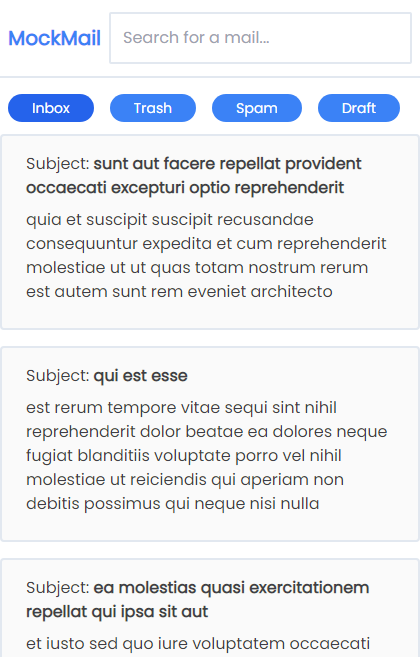 MockMail
Search for a mail...
Inbox
Trash
Spam
Draft
Subject: sunt aut facere repellat provident
occaecati excepturi optio reprehenderit
quia et suscipit suscipit recusandae
consequuntur expedita et cum reprehenderit
molestiae ut ut quas totam nostrum rerum
est autem sunt rem eveniet architecto
Subject: qui est esse
est rerum tempore vitae sequi sint nihil
reprehenderit dolor beatae ea dolores neque
fugiat blanditiis voluptate porro vel nihil
molestiae ut reiciendis qui aperiam non
debitis possimus qui neque nisi nulla
Subject: ea molestias quasi exercitationem
repellat qui ipsa sit aut
et iusto sed quo iure voluptatem occaecati